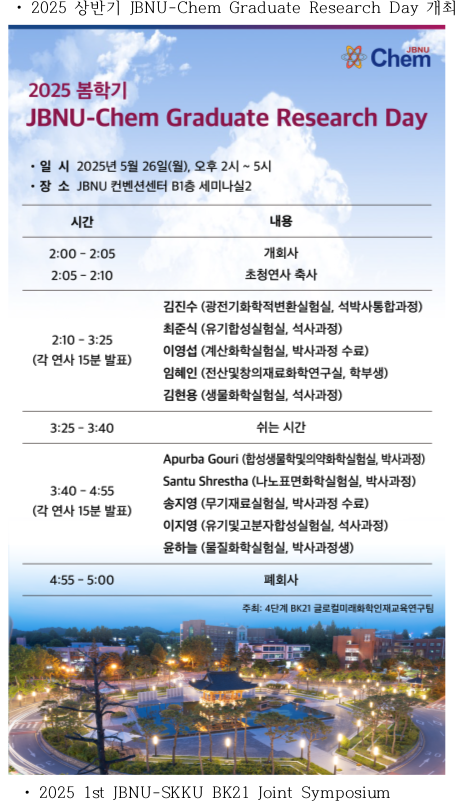 · 2025 상반기 JBNU-Chem Graduate Research Day 개최
JBNU
Chem
2025 봄학기
JBNU-Chem Graduate Research Day
· 일 시 2025년 5월 26일(월), 오후 2시 ~ 5시
· 장 소 JBNU 컨벤션센터 B1층 세미나실2
시간 내용
2:00 - 2:05 개회사
2:05 - 2:10 초청연사 축사
2:10 - 3:25
(각 연사 15분 발표)
김진수 (광전기화학적변환실험실, 석박사통합과정)
최준식 (유기합성실험실, 석사과정)
이영섭 (계산화학실험실, 박사과정 수료)
임혜인 (전산및창의재료화학연구실, 학부생)
김현용 (생물화학실험실, 석사과정)
3:25 - 3:40 쉬는 시간
3:40 - 4:55
(각 연사 15분 발표)
Apurba Gouri (합성생물학및의약화학실험실, 박사과정)
Santu Shrestha (나노표면화학실험실, 박사과정)
송지영 (무기재료실험실, 박사과정 수료)
이지영 (유기및고분자합성실험실, 석사과정)
윤하늘 (물질화학실험실, 박사과정생)
4:55 - 5:00 폐회사
주최: 4단계 BK21 글로컬미래화학인재교육연구팀
· 2025 1st JBNU-SKKU BK21 Joint Symposium